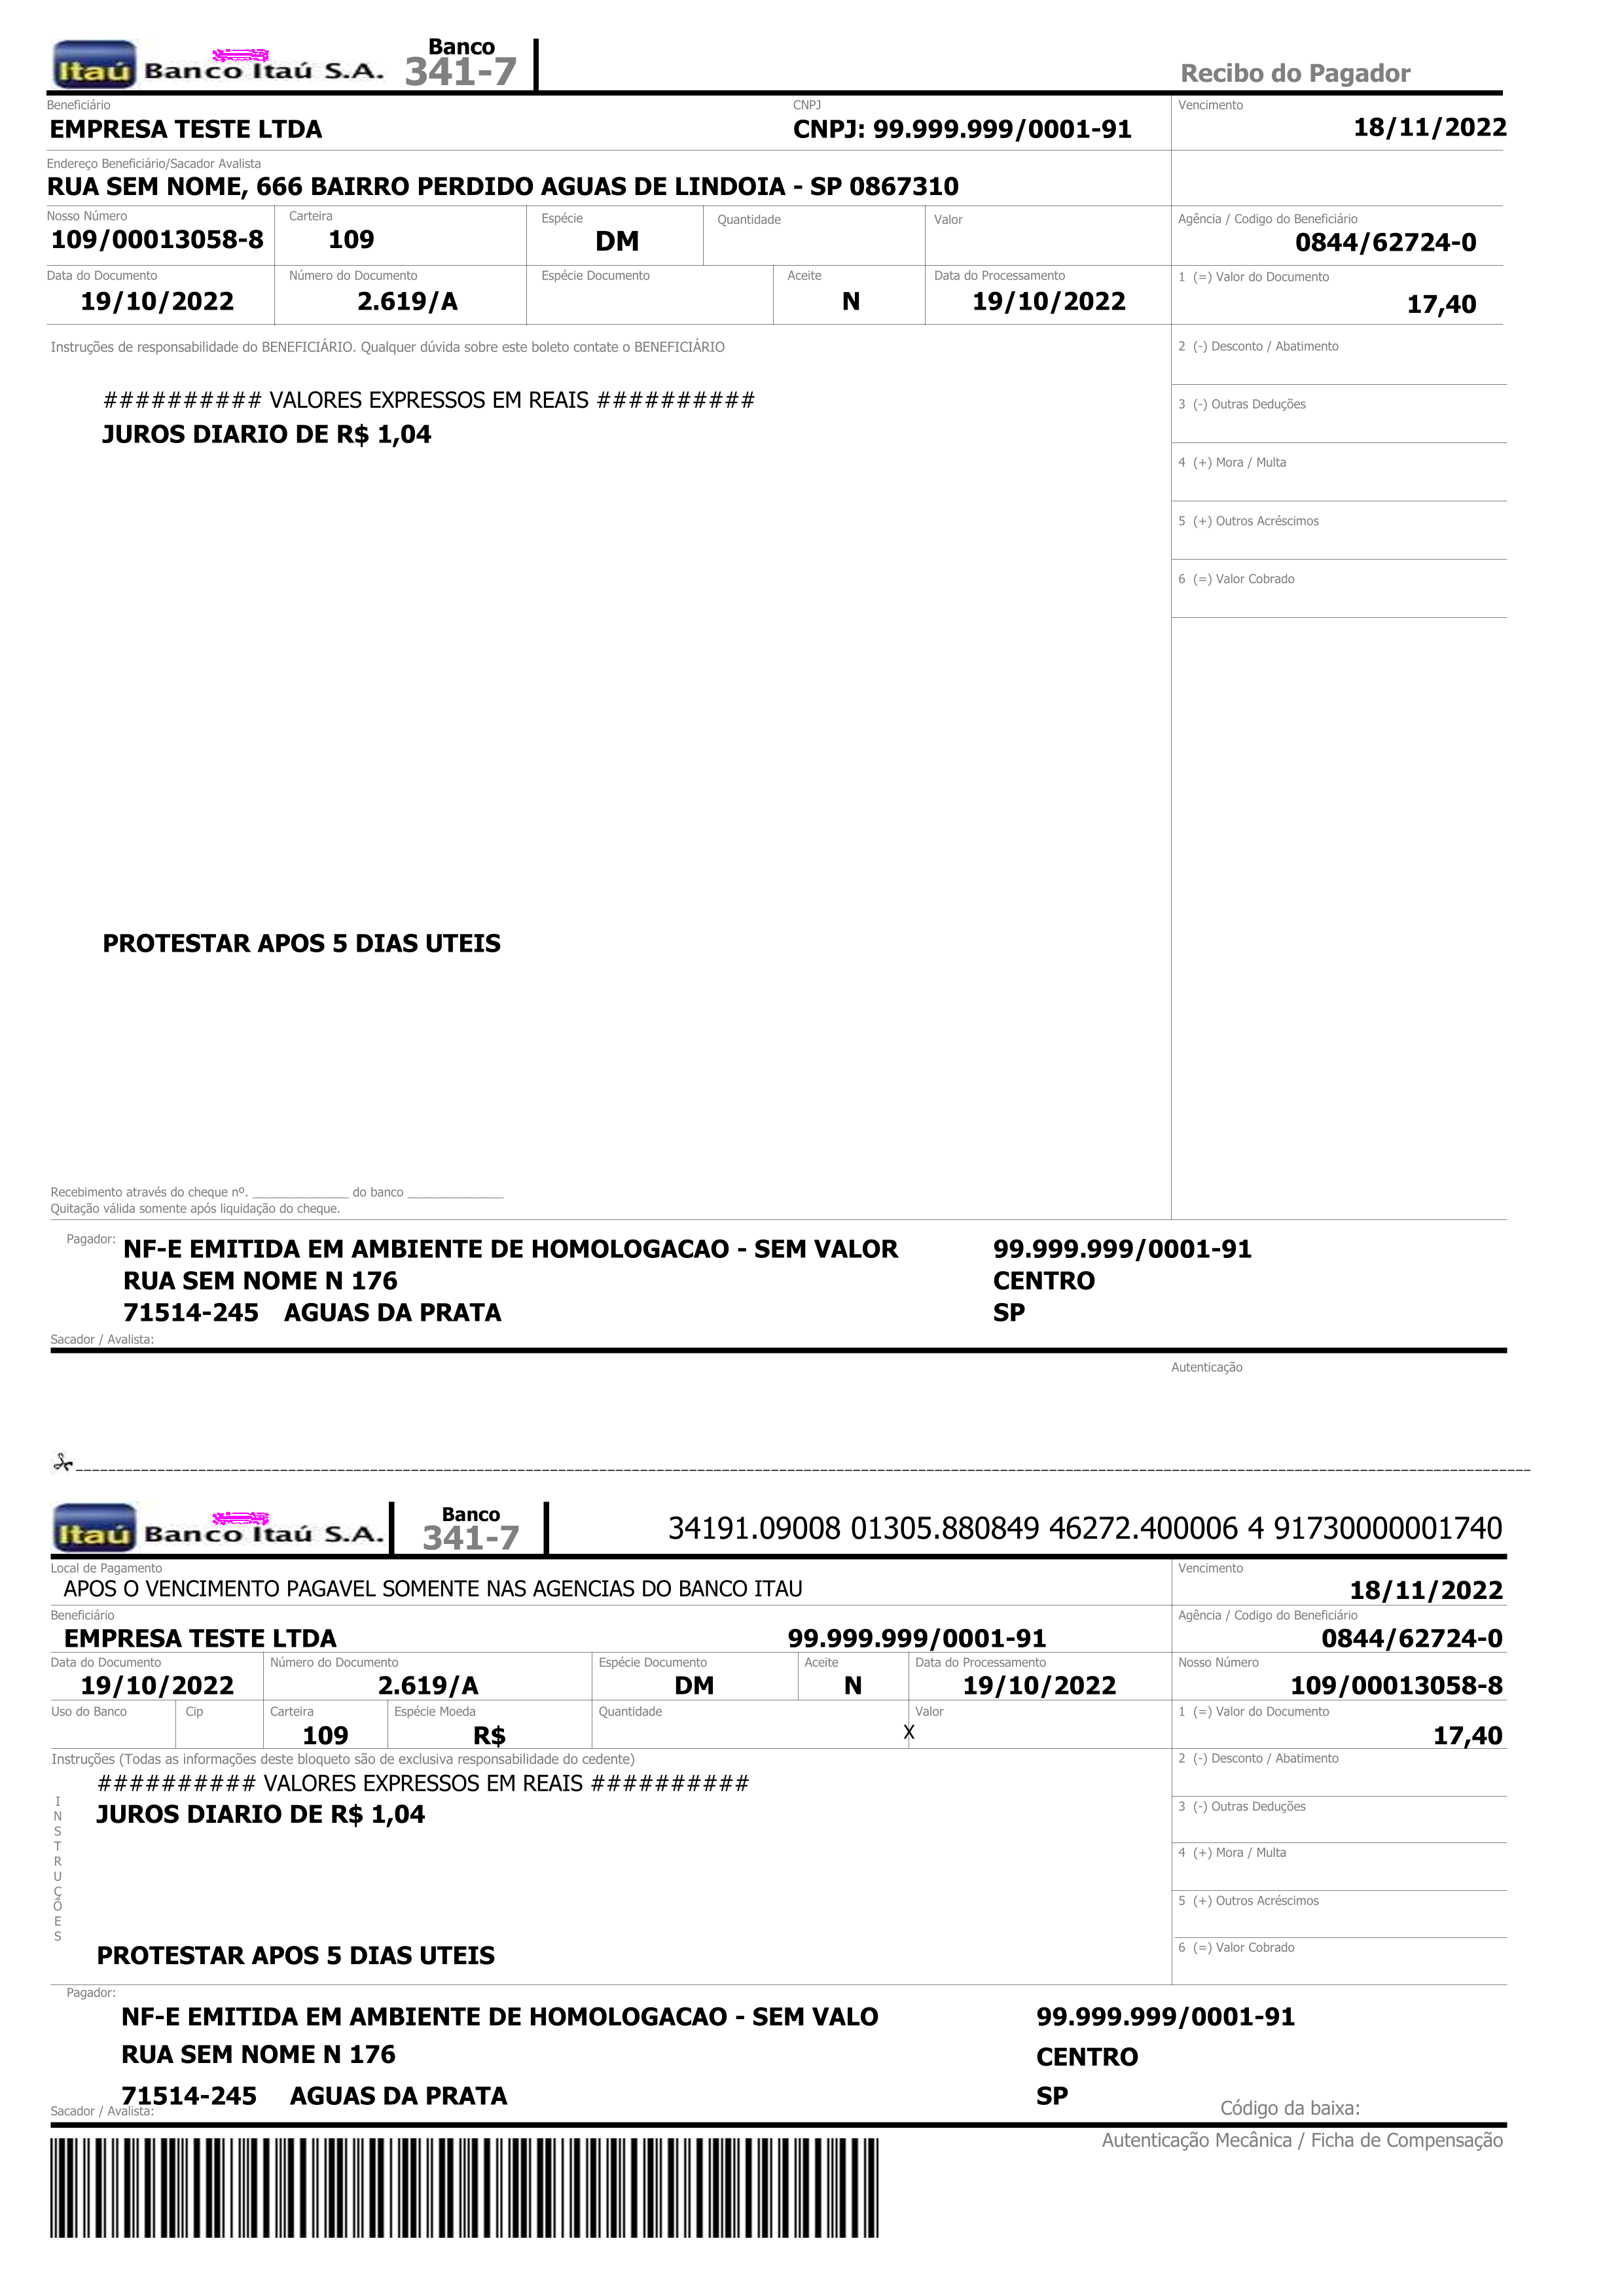 Itaú Banco Itaú S.A.
Banco
341-7
Recibo do Pagador
Beneficiário
CNPJ
Vencimento
EMPRESA TESTE LTDA
CNPJ: 99.999.999/0001-91
18/11/2022
Endereço Beneficiário/Sacador Avalista
RUA SEM NOME, 666 BAIRRO PERDIDO AGUAS DE LINDOIA - SP 0867310
Nosso Número
Carteira
Espécie
Quantidade
Valor
Agência / Codigo do Beneficiário
109/00013058-8
109
DM
0844/62724-0
Data do Documento
Número do Documento
Espécie Documento
Aceite
Data do Processamento
1 (=) Valor do Documento
19/10/2022
2.619/A
N
19/10/2022
17,40
Instruções de responsabilidade do BENEFICIÁRIO. Qualquer dúvida sobre este boleto contate o BENEFICIÁRIO
2 (-) Desconto / Abatimento
########## VALORES EXPRESSOS EM REAIS ##########
3 (-) Outras Deduções
JUROS DIARIO DE R$ 1,04
4 (+) Mora / Multa
5 (+) Outros Acréscimos
6 (=) Valor Cobrado
PROTESTAR APOS 5 DIAS UTEIS
Recebimento através do cheque nº. ______________ do banco ______________
Quitação válida somente após liquidação do cheque.
Pagador:
NF-E EMITIDA EM AMBIENTE DE HOMOLOGACAO - SEM VALOR
99.999.999/0001-91
RUA SEM NOME N 176
CENTRO
71514-245 AGUAS DA PRATA
SP
Sacador / Avalista:
Autenticação
Itaú Banco Itaú S.A.
Banco
341-7
34191.09008 01305.880849 46272.400006 4 91730000001740
Local de Pagamento
Vencimento
APOS O VENCIMENTO PAGAVEL SOMENTE NAS AGENCIAS DO BANCO ITAU
18/11/2022
Beneficiário
Agência / Codigo do Beneficiário
EMPRESA TESTE LTDA
99.999.999/0001-91
0844/62724-0
Data do Documento
Número do Documento
Espécie Documento
Aceite
Data do Processamento
Nosso Número
19/10/2022
2.619/A
DM
N
19/10/2022
109/00013058-8
Uso do Banco
Cip
Carteira
Espécie Moeda
Quantidade
Valor
1 (=) Valor do Documento
109
R$
X
17,40
Instruções (Todas as informações deste bloqueto são de exclusiva responsabilidade do cedente)
2 (-) Desconto / Abatimento
########## VALORES EXPRESSOS EM REAIS ##########
INSTRUÇÕES
3 (-) Outras Deduções
JUROS DIARIO DE R$ 1,04
4 (+) Mora / Multa
5 (+) Outros Acréscimos
6 (=) Valor Cobrado
PROTESTAR APOS 5 DIAS UTEIS
Pagador:
NF-E EMITIDA EM AMBIENTE DE HOMOLOGACAO - SEM VALO
99.999.999/0001-91
RUA SEM NOME N 176
CENTRO
71514-245 AGUAS DA PRATA
SP
Sacador / Avalista:
Código da baixa:
Autenticação Mecânica / Ficha de Compensação